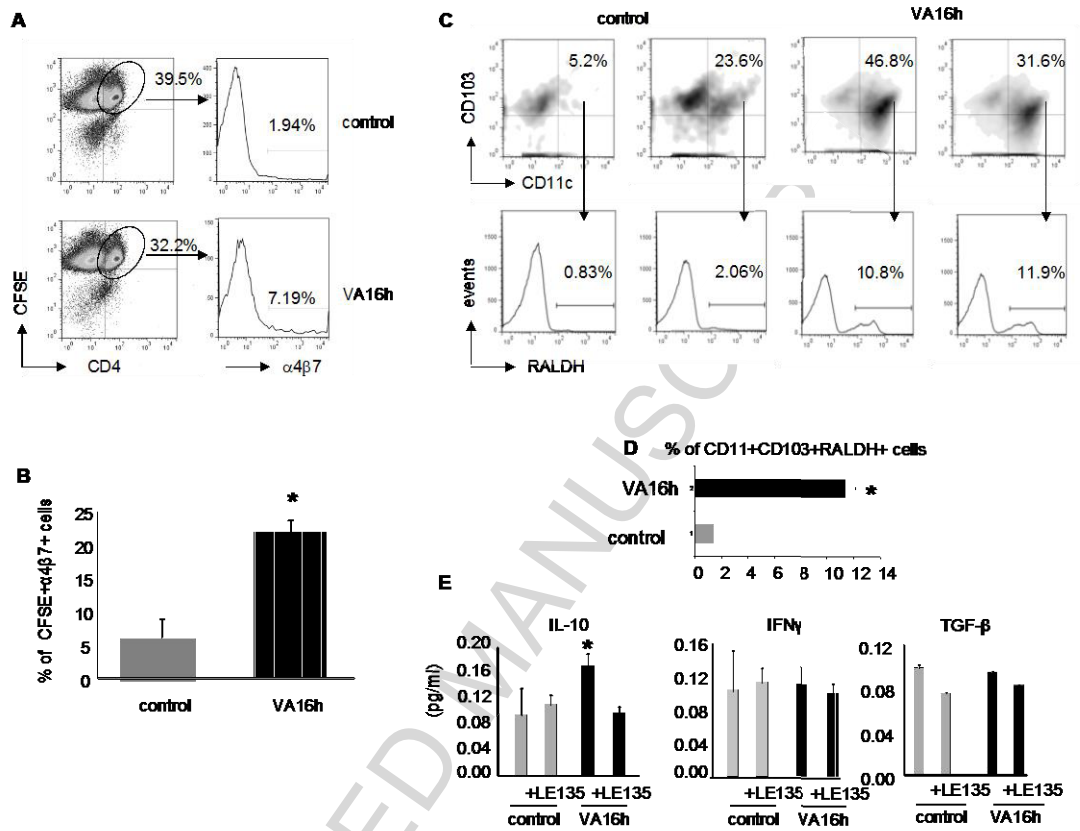 A
39.5%
1.94%
control
32.2%
7.19%
VA16h
CFSE
CD4
α4β7
B
% of CFSE+α4β7+ cells
25
20
15
10
5
0
*
control
VA16h
C
control
VA16h
5.2%
23.6%
46.8%
31.6%
CD103
CD11c
0.83%
2.06%
10.8%
11.9%
events
RALDH
D
% of CD11+CD103+RALDH+ cells
VA16h
*
control
0 2 4 6 8 10 12 14
E
IL-10
(pg/ml)
0.20
0.16
0.12
0.08
0.04
0.00
*
+LE135 +LE135
control VA16h
IFNγ
0.16
0.12
0.08
0.04
0.00
+LE135 +LE135
control VA16h
TGF-β
0.12
0.08
0.04
0.00
+LE135 +LE135
control VA16h
ED MANUSC